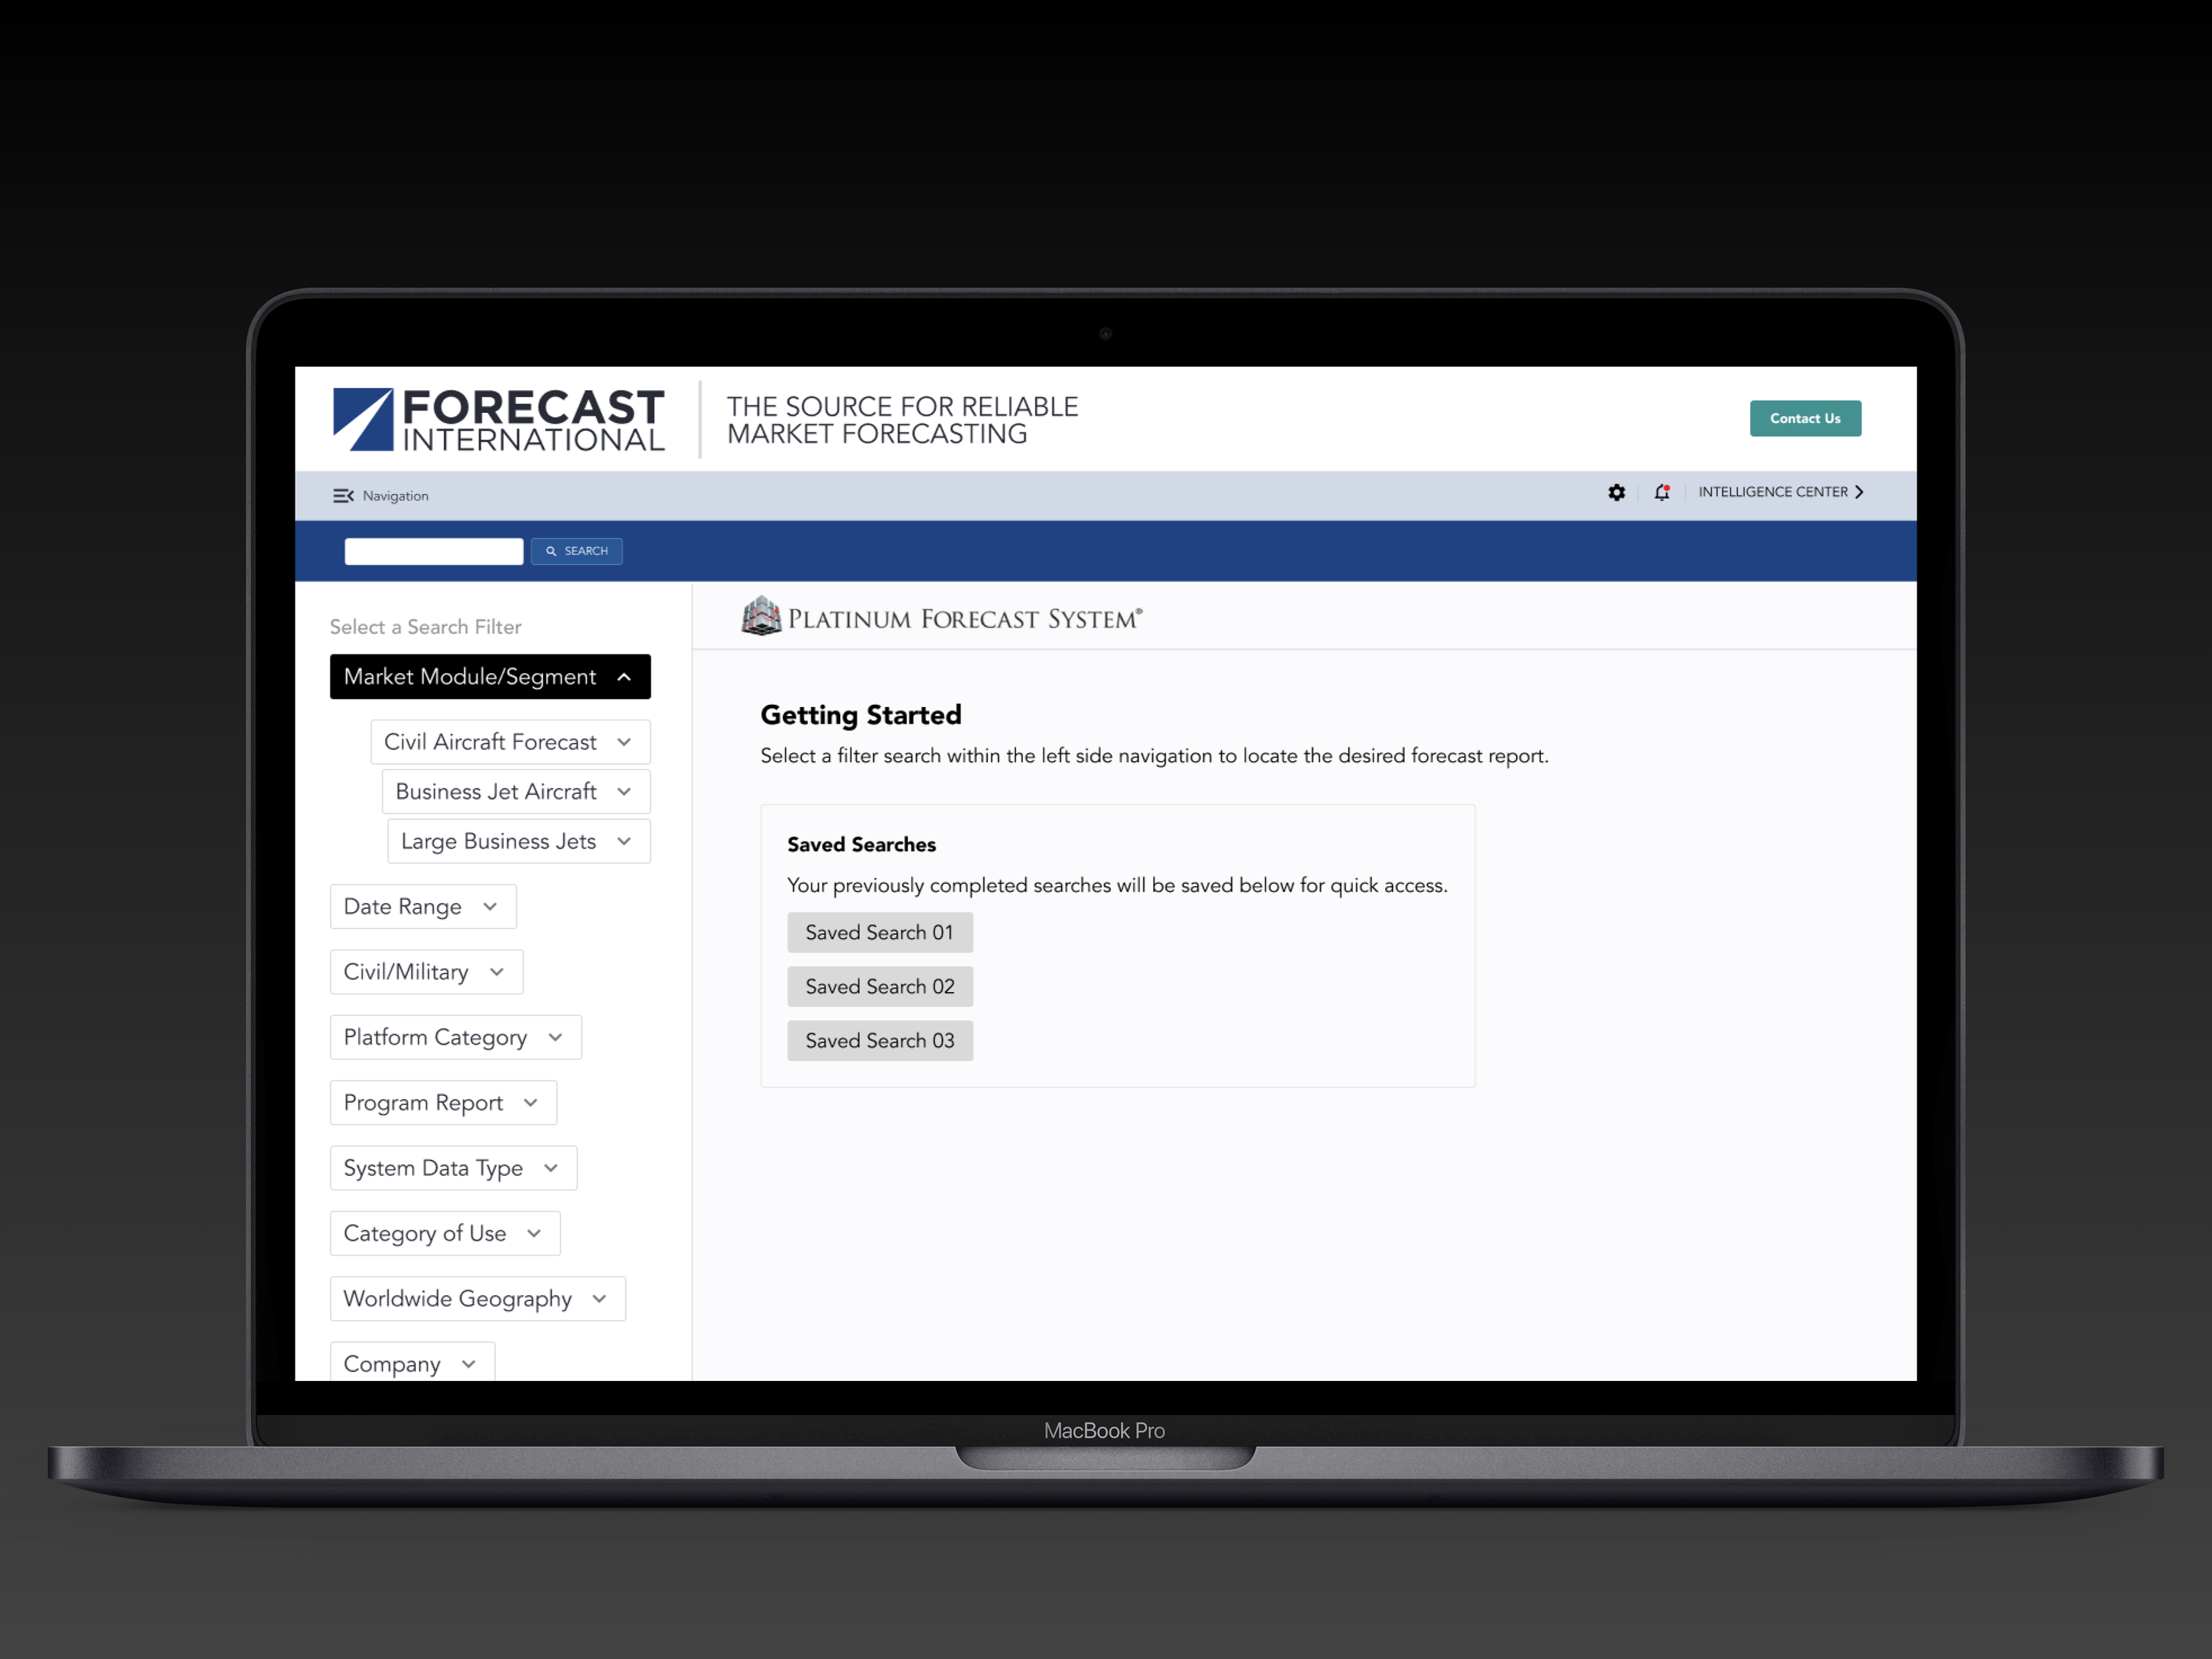 FORECAST
INTERNATIONAL
THE SOURCE FOR RELIABLE
MARKET FORECASTING
Contact Us
Navigation
INTELLIGENCE CENTER
SEARCH
Select a Search Filter
Market Module/Segment
Civil Aircraft Forecast
Business Jet Aircraft
Large Business Jets
Date Range
Civil/Military
Platform Category
Program Report
System Data Type
Category of Use
Worldwide Geography
Company
PLATINUM FORECAST SYSTEM®
Getting Started
Select a filter search within the left side navigation to locate the desired forecast report.
Saved Searches
Your previously completed searches will be saved below for quick access.
Saved Search 01
Saved Search 02
Saved Search 03
MacBook Pro